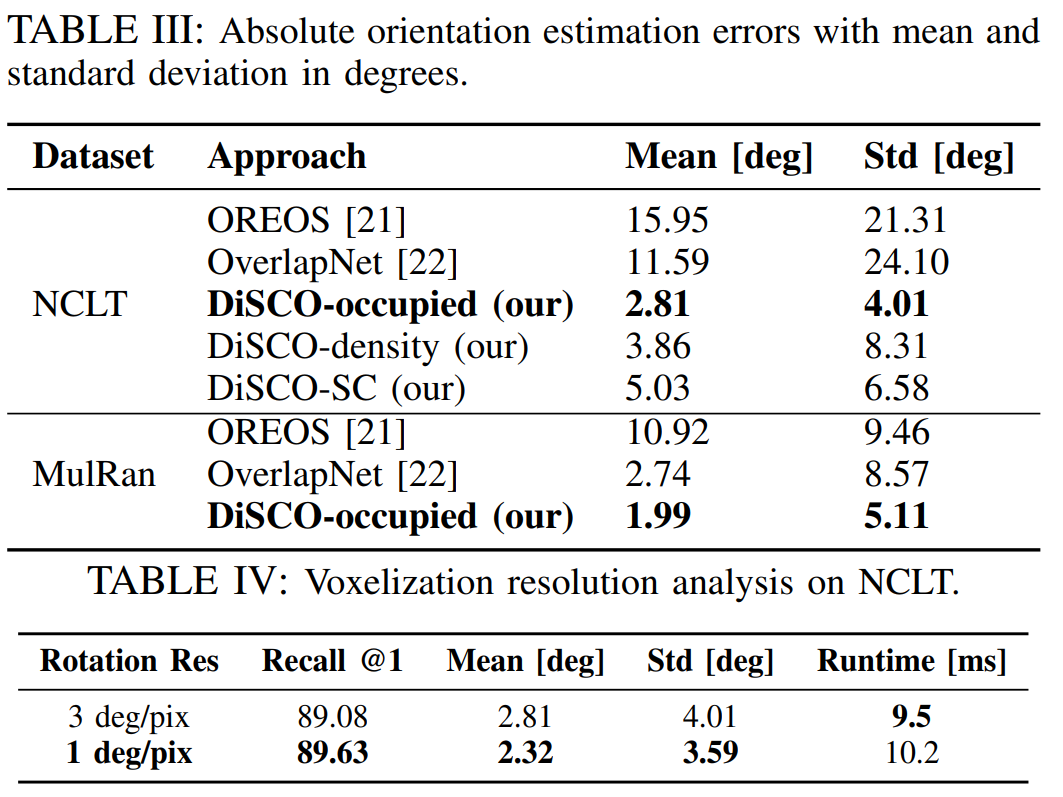 TABLE III: Absolute orientation estimation errors with mean and
standard deviation in degrees.
Dataset Approach Mean [deg] Std [deg]
OREOS [21] 15.95 21.31
OverlapNet [22] 11.59 24.10
NCLT DiSCO-occupied (our) 2.81 4.01
DiSCO-density (our) 3.86 8.31
DiSCO-SC (our) 5.03 6.58
OREOS [21] 10.92 9.46
MulRan OverlapNet [22] 2.74 8.57
DiSCO-occupied (our) 1.99 5.11
TABLE IV: Voxelization resolution analysis on NCLT.
Rotation Res Recall @1 Mean [deg] Std [deg] Runtime [ms]
3 deg/pix 89.08 2.81 4.01 9.5
1 deg/pix 89.63 2.32 3.59 10.2